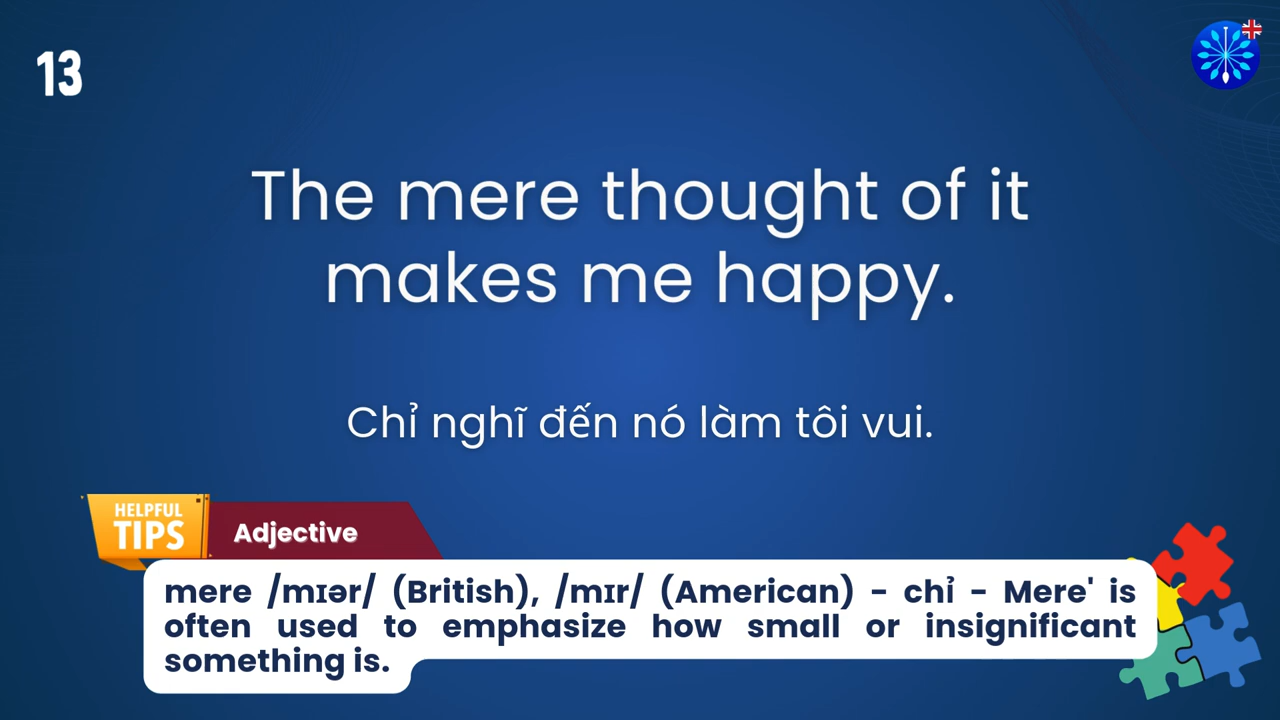 13
The mere thought of it
makes me happy.
Chỉ nghĩ đến nó làm tôi vui.
HELPFUL
TIPS
Adjective
mere /mɪər/ (British), /mɪr/ (American) - chỉ - Mere' is
often used to emphasize how small or insignificant
something is.